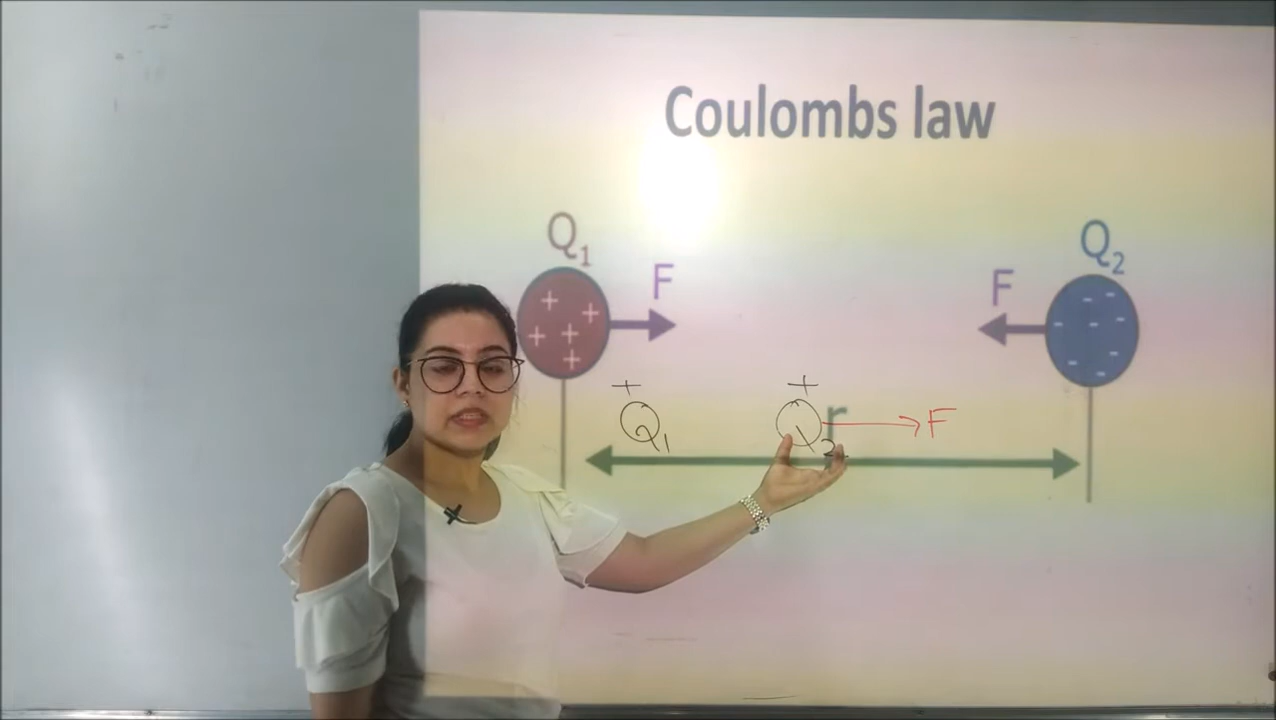 Coulombs law
Q₁ Q₂
F F
+ + + + + - - - - - - -
+ +
Q₁ Q₂ r F